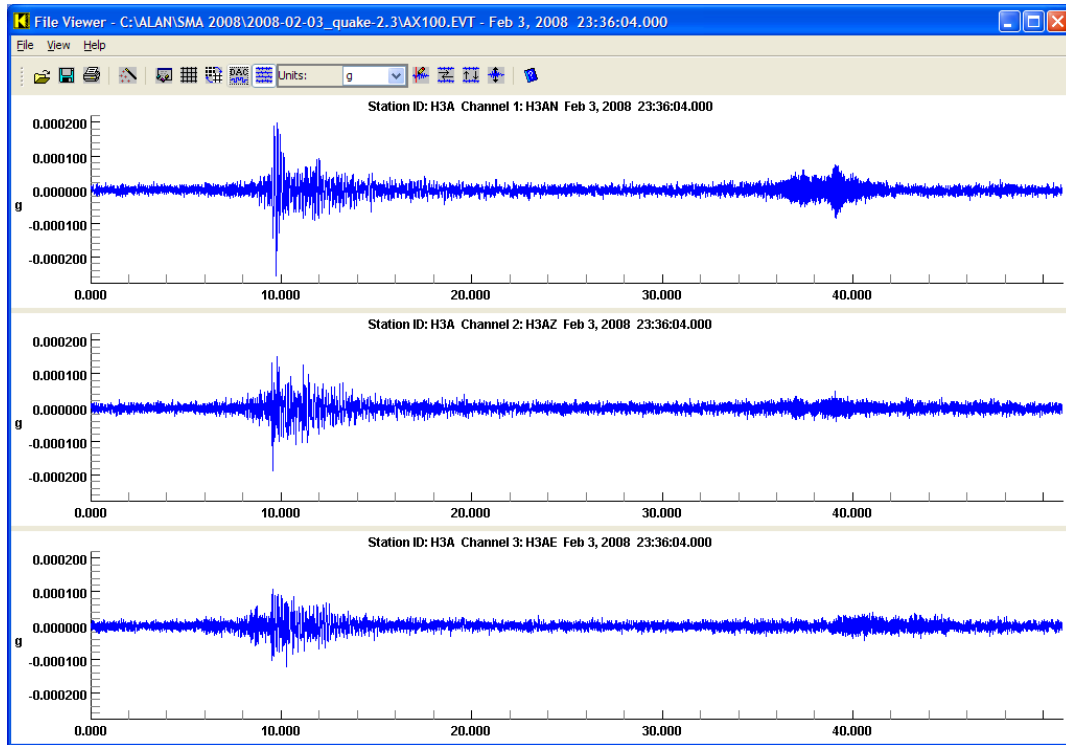 File Viewer - C:\ALAN\SMA 2008\2008-02-03_quake-2.3\AX100.EVT - Feb 3, 2008 23:36:04.000
File View Help
DAC Units: g
Station ID: H3A Channel 1: H3AN Feb 3, 2008 23:36:04.000
0.000200
0.000100
0.000000
g
-0.000100
-0.000200
0.000 10.000 20.000 30.000 40.000
Station ID: H3A Channel 2: H3AZ Feb 3, 2008 23:36:04.000
0.000200
0.000100
0.000000
g
-0.000100
-0.000200
0.000 10.000 20.000 30.000 40.000
Station ID: H3A Channel 3: H3AE Feb 3, 2008 23:36:04.000
0.000200
0.000100
0.000000
g
-0.000100
-0.000200
0.000 10.000 20.000 30.000 40.000